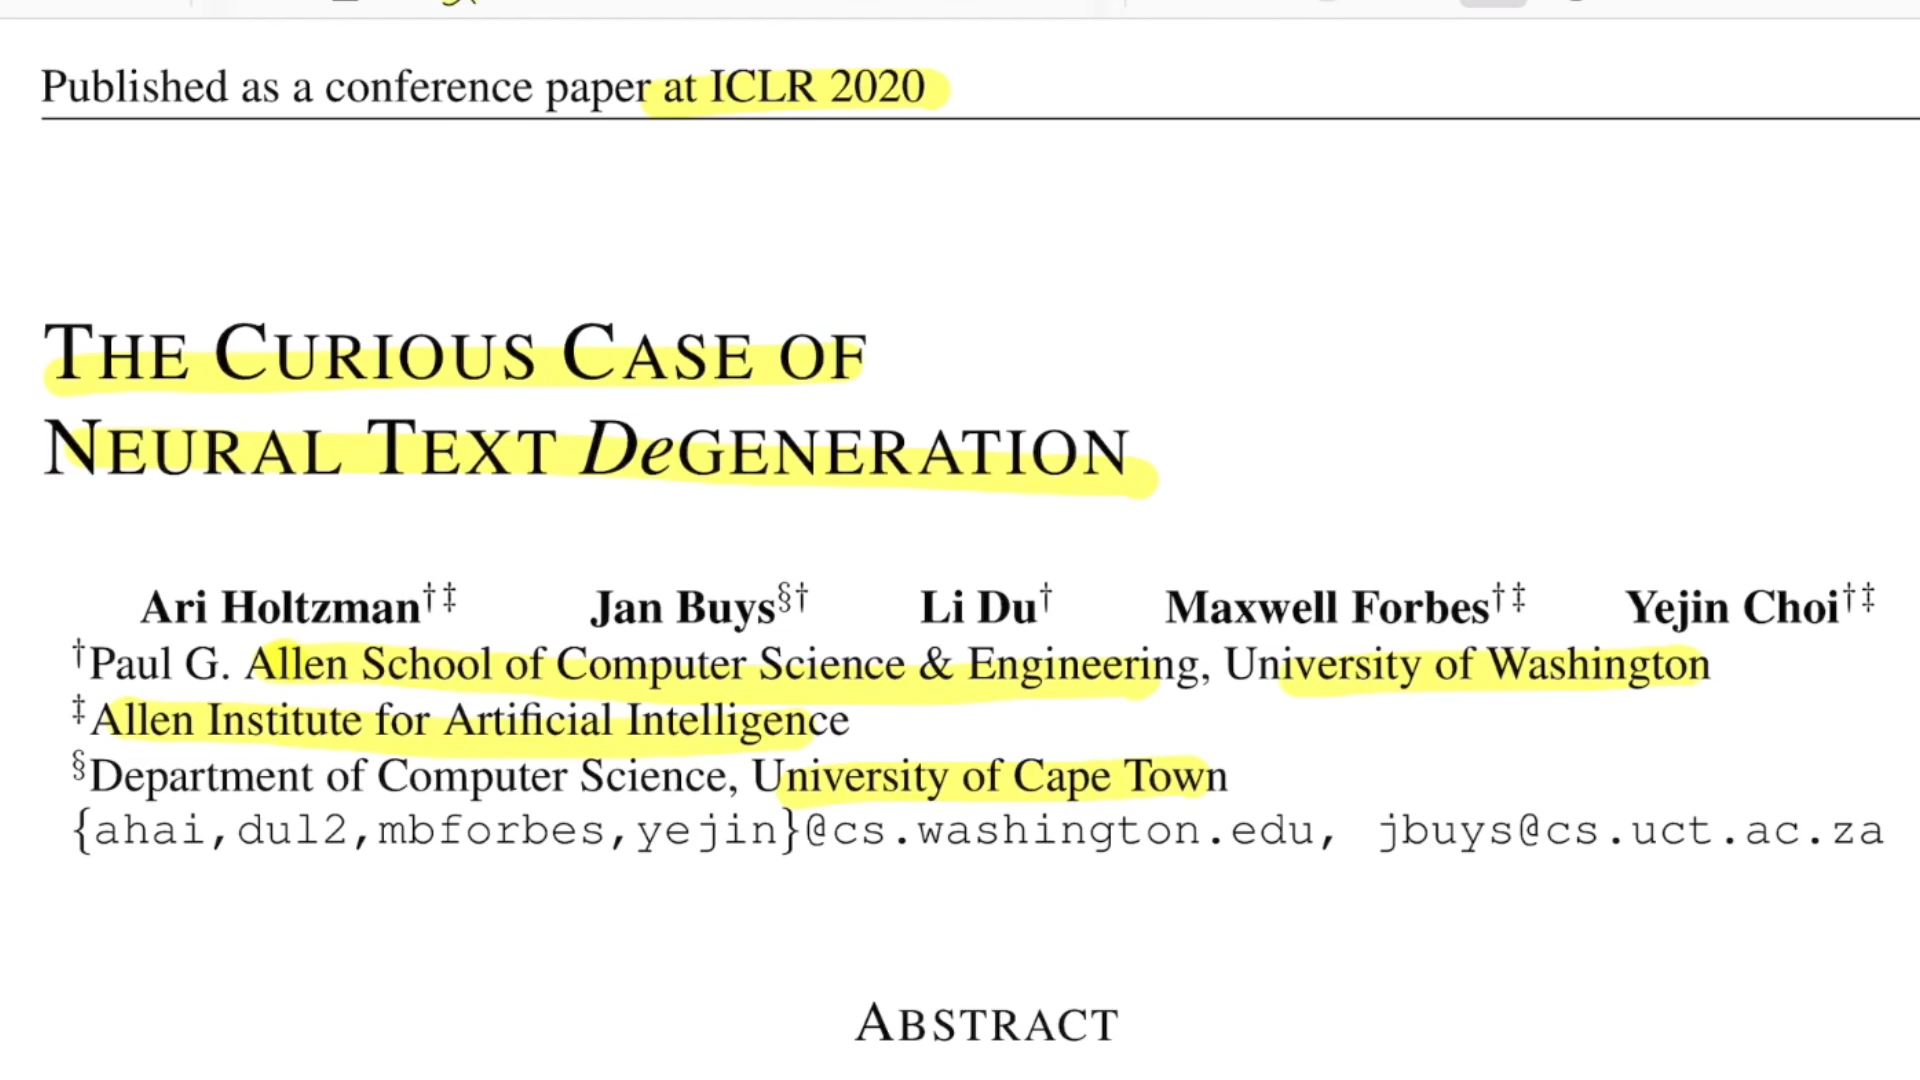 Published as a conference paper at ICLR 2020
THE CURIOUS CASE OF
NEURAL TEXT DeGENERATION
Ari Holtzman†‡ Jan Buys§† Li Du† Maxwell Forbes†‡ Yejin Choi†‡
†Paul G. Allen School of Computer Science & Engineering, University of Washington
‡Allen Institute for Artificial Intelligence
§Department of Computer Science, University of Cape Town
{ahai,dul2,mbforbes,yejin}@cs.washington.edu, jbuys@cs.uct.ac.za
ABSTRACT